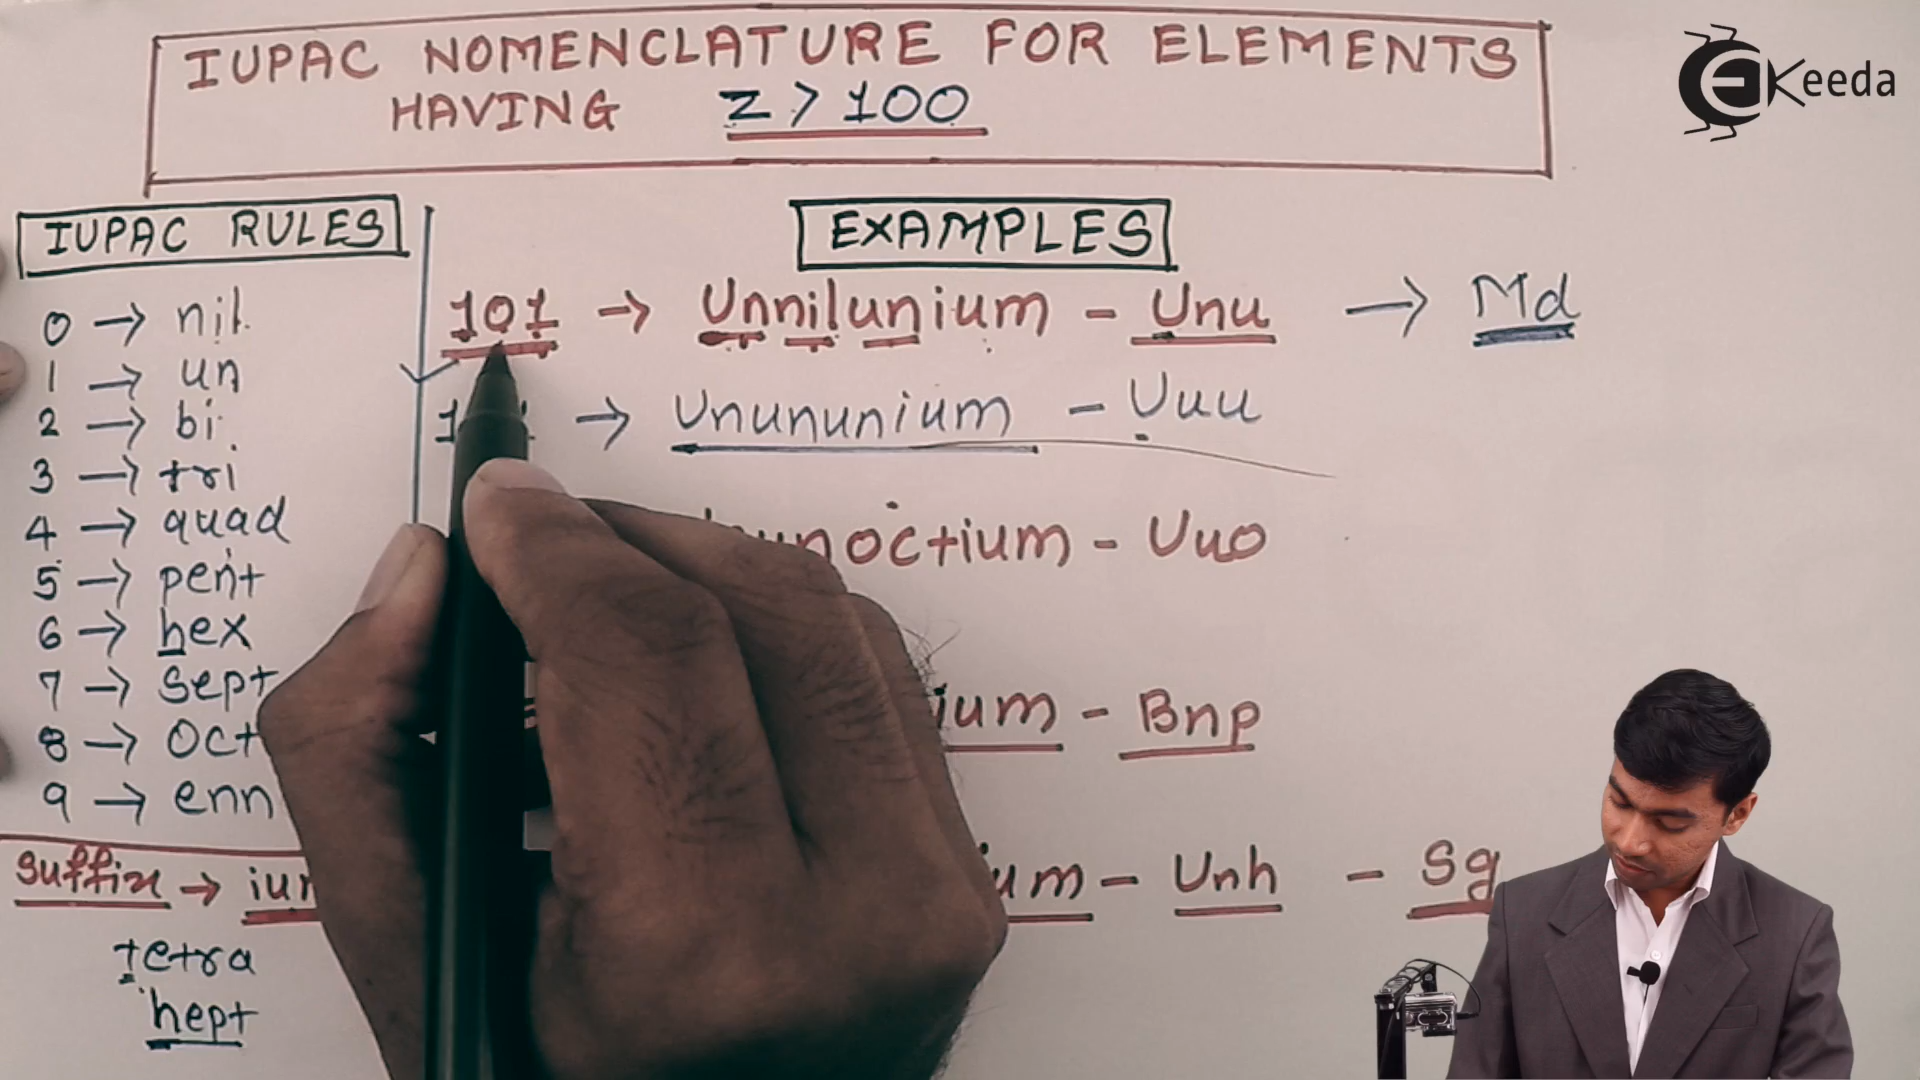 IUPAC NOMENCLATURE FOR ELEMENTS
HAVING Z > 100
eKeeda
IUPAC RULES
0 → nil
1 → un
2 → bi
3 → tri
4 → quad
5 → pent
6 → hex
7 → sept
8 → oct
9 → enn
Suffix →
tetra
hept
EXAMPLES
101 → Unnilunium - Unu → Md
→ Unununium - Uuu
octium - Uuo
ium - Bnp
- Unh - Sg